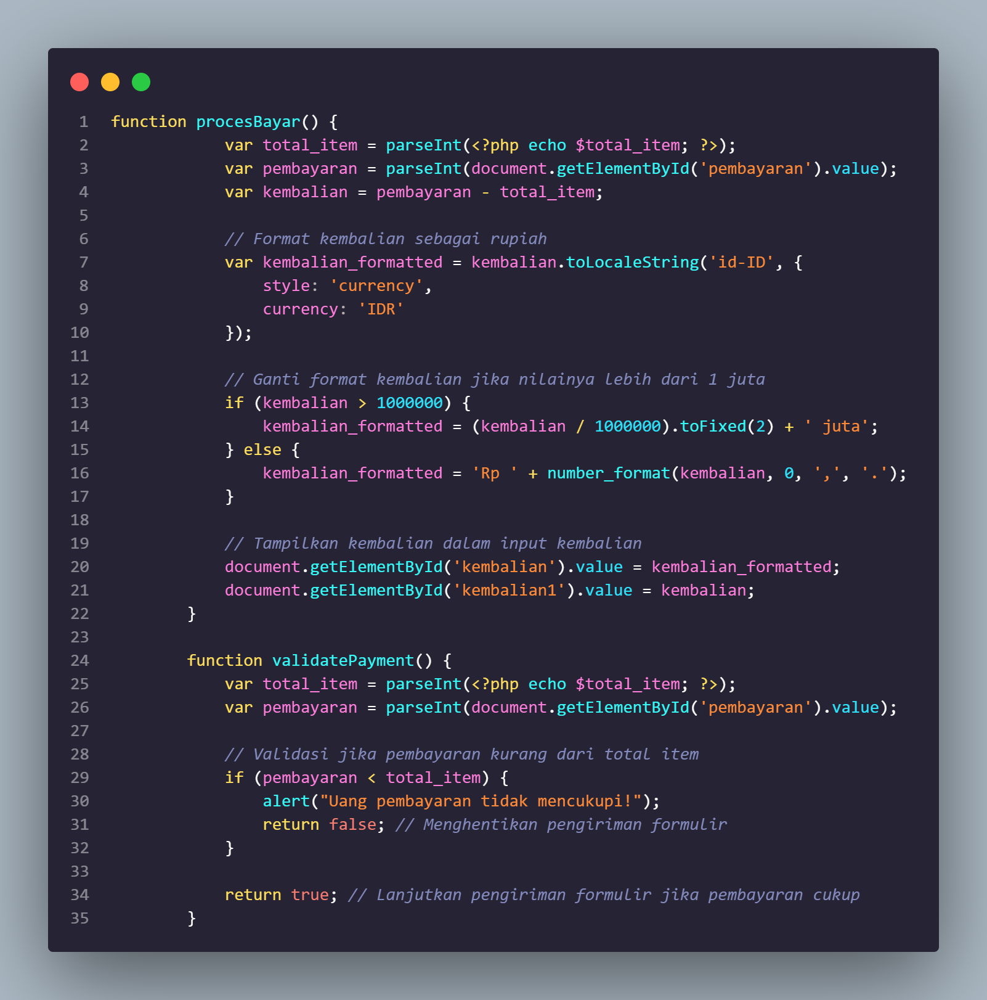 1 function procesBayar() {
2 var total_item = parseInt(<?php echo $total_item; ?>);
3 var pembayaran = parseInt(document.getElementById('pembayaran').value);
4 var kembalian = pembayaran - total_item;
5
6 // Format kembalian sebagai rupiah
7 var kembalian_formatted = kembalian.toLocaleString('id-ID', {
8 style: 'currency',
9 currency: 'IDR'
10 });
11
12 // Ganti format kembalian jika nilainya lebih dari 1 juta
13 if (kembalian > 1000000) {
14 kembalian_formatted = (kembalian / 1000000).toFixed(2) + ' juta';
15 } else {
16 kembalian_formatted = 'Rp ' + number_format(kembalian, 0, ',', '.');
17 }
18
19 // Tampilkan kembalian dalam input kembalian
20 document.getElementById('kembalian').value = kembalian_formatted;
21 document.getElementById('kembalian1').value = kembalian;
22 }
23
24 function validatePayment() {
25 var total_item = parseInt(<?php echo $total_item; ?>);
26 var pembayaran = parseInt(document.getElementById('pembayaran').value);
27
28 // Validasi jika pembayaran kurang dari total item
29 if (pembayaran < total_item) {
30 alert("Uang pembayaran tidak mencukupi!");
31 return false; // Menghentikan pengiriman formulir
32 }
33
34 return true; // Lanjutkan pengiriman formulir jika pembayaran cukup
35 }